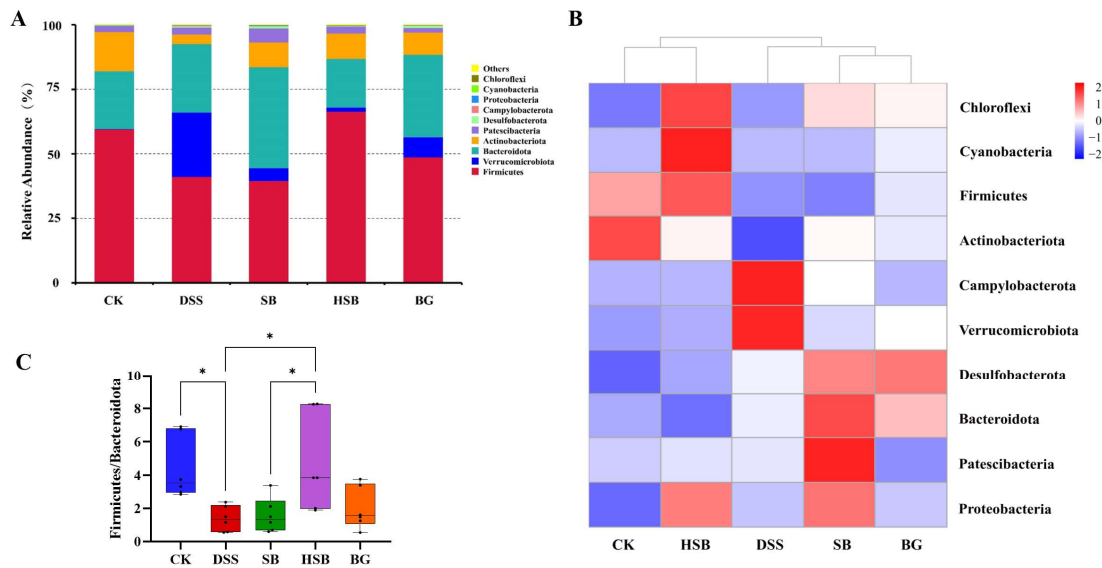 A
Relative Abundance (%)
100
75
50
25
0
CK DSS SB HSB BG
Others
Chloroflexi
Cyanobacteria
Proteobacteria
Campylobacterota
Desulfobacterota
Patescibacteria
Actinobacteriota
Bacteroidota
Verrucomicrobiota
Firmicutes
B
Chloroflexi
Cyanobacteria
Firmicutes
Actinobacteriota
Campylobacterota
Verrucomicrobiota
Desulfobacterota
Bacteroidota
Patescibacteria
Proteobacteria
CK HSB DSS SB BG
2
1
0
−1
−2
C
Firmicutes/Bacteroidota
10
8
6
4
2
0
*
* *
CK DSS SB HSB BG